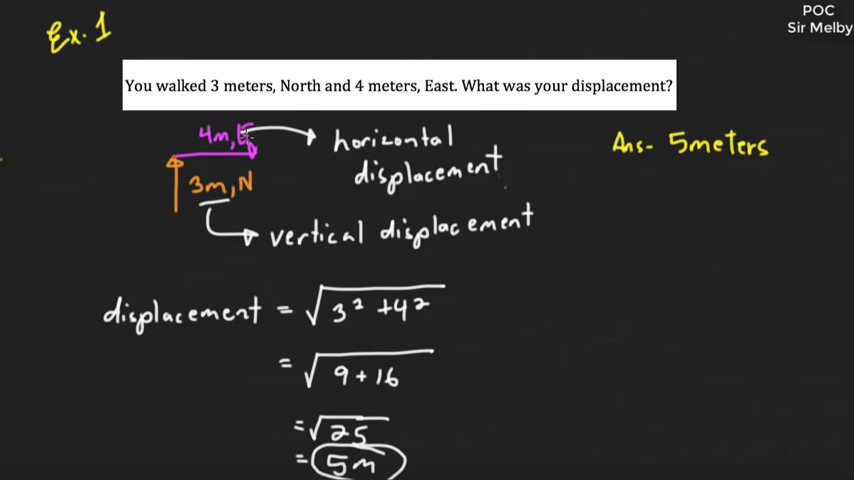 POC
Sir Melby
Ex. 1
You walked 3 meters, North and 4 meters, East. What was your displacement?
4m, E
horizontal
displacement
Ans- 5meters
3m, N
vertical displacement
displacement = √3² + 4²
= √9 + 16
= √25
= 5m